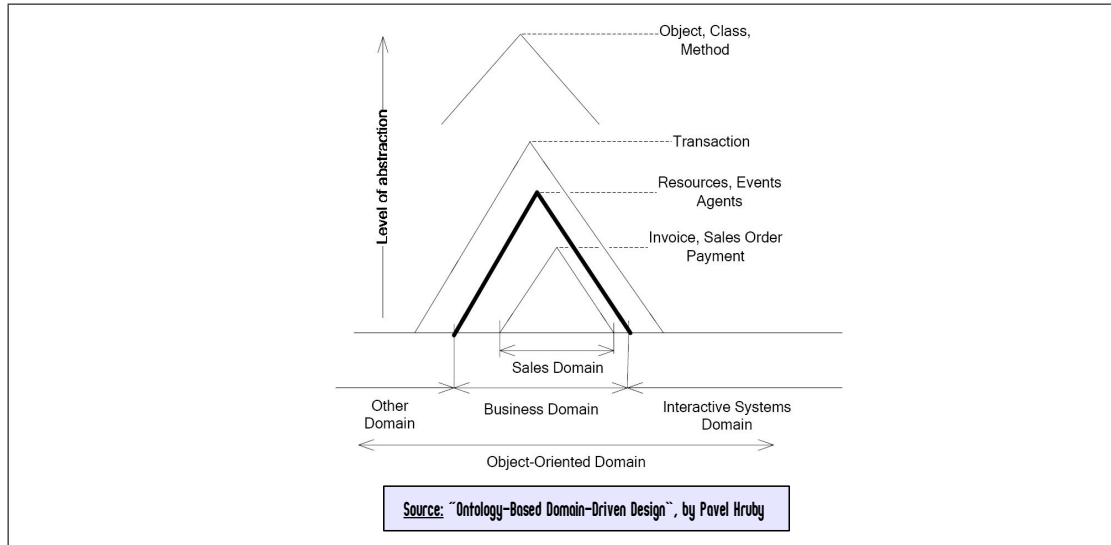 Object, Class,
Method
Level of abstraction
Transaction
Resources, Events
Agents
Invoice, Sales Order
Payment
Sales Domain
Other
Domain
Business Domain
Interactive Systems
Domain
Object-Oriented Domain
Source: ˝Ontology-Based Domain-Driven Design˝, by Pavel Hruby